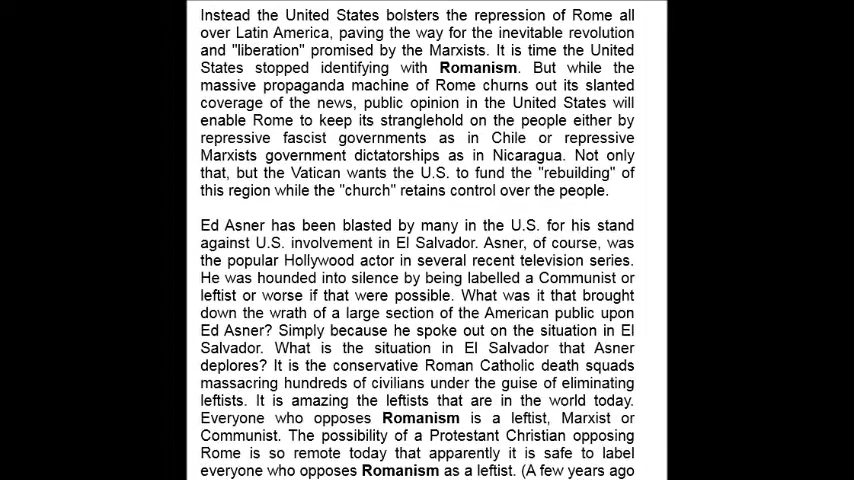 Instead the United States bolsters the repression of Rome all
over Latin America, paving the way for the inevitable revolution
and "liberation" promised by the Marxists. It is time the United
States stopped identifying with Romanism. But while the
massive propaganda machine of Rome churns out its slanted
coverage of the news, public opinion in the United States will
enable Rome to keep its stranglehold on the people either by
repressive fascist governments as in Chile or repressive
Marxists government dictatorships as in Nicaragua. Not only
that, but the Vatican wants the U.S. to fund the "rebuilding" of
this region while the "church" retains control over the people.
Ed Asner has been blasted by many in the U.S. for his stand
against U.S. involvement in El Salvador. Asner, of course, was
the popular Hollywood actor in several recent television series.
He was hounded into silence by being labelled a Communist or
leftist or worse if that were possible. What was it that brought
down the wrath of a large section of the American public upon
Ed Asner? Simply because he spoke out on the situation in El
Salvador. What is the situation in El Salvador that Asner
deplores? It is the conservative Roman Catholic death squads
massacring hundreds of civilians under the guise of eliminating
leftists. It is amazing the leftists that are in the world today.
Everyone who opposes Romanism is a leftist, Marxist or
Communist. The possibility of a Protestant Christian opposing
Rome is so remote today that apparently it is safe to label
everyone who opposes Romanism as a leftist. (A few years ago